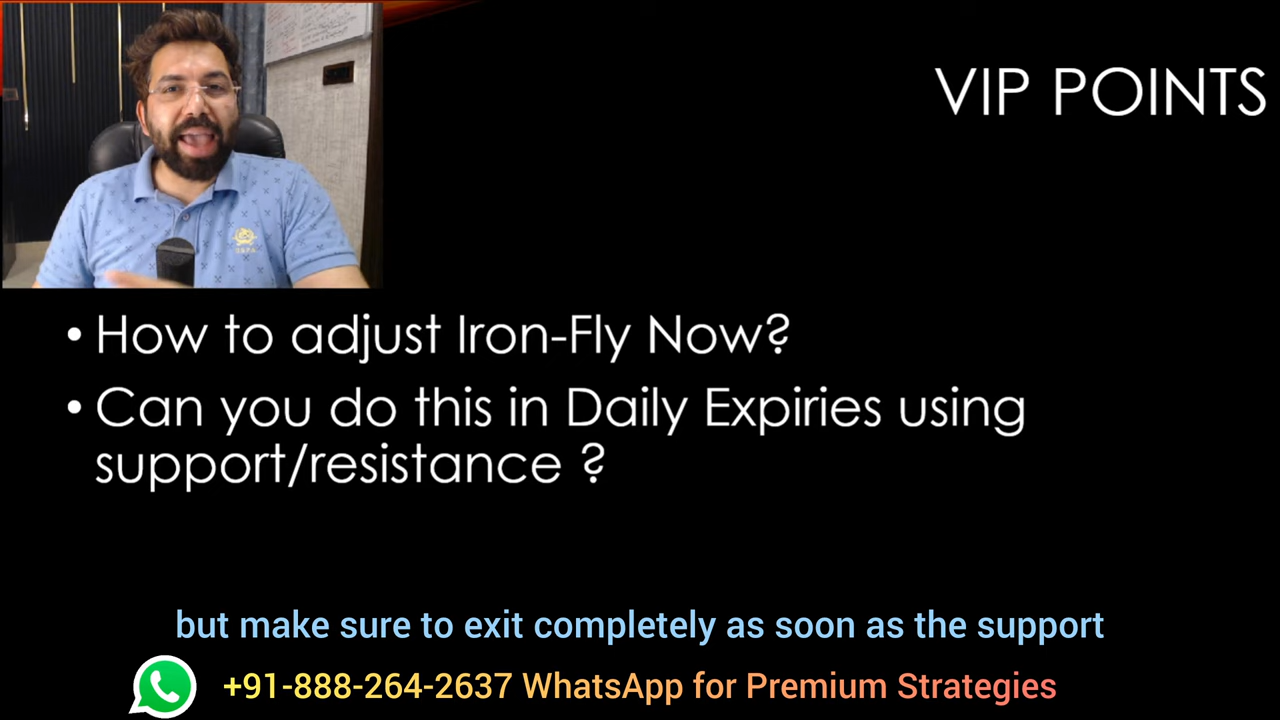 VIP POINTS
• How to adjust Iron-Fly Now?
• Can you do this in Daily Expiries using
support/resistance ?
but make sure to exit completely as soon as the support
+91-888-264-2637 WhatsApp for Premium Strategies